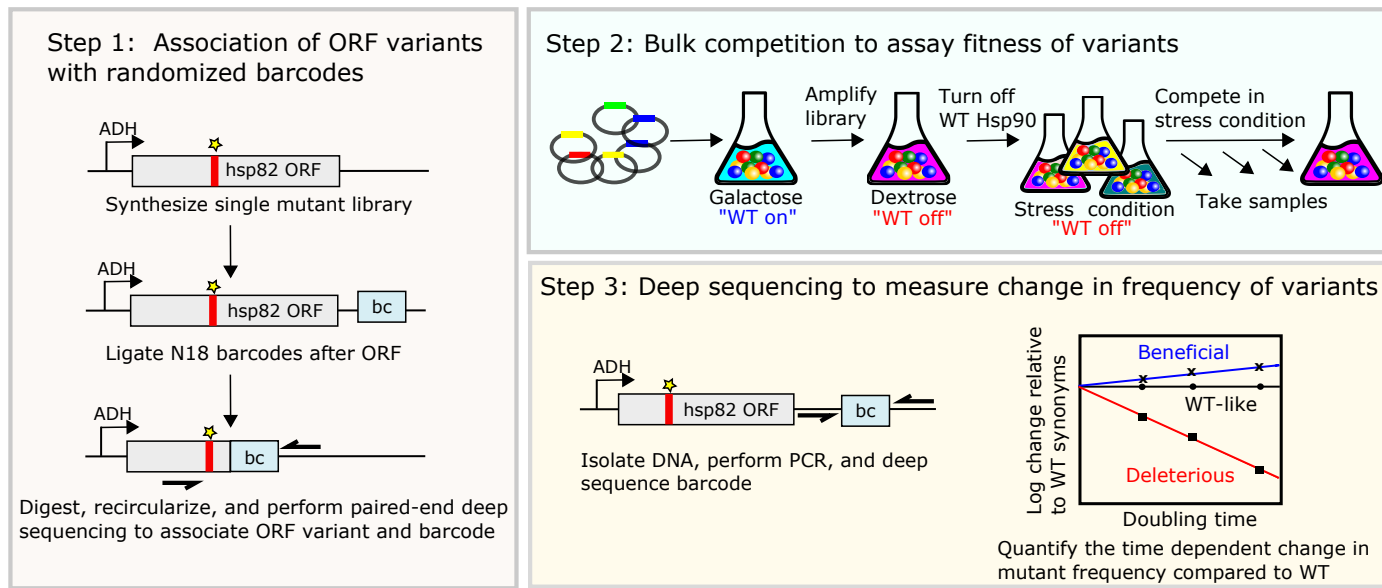 Step 1:  Association of ORF variants
with randomized barcodes
ADH
hsp82 ORF
Synthesize single mutant library
ADH
hsp82 ORF
bc
Ligate N18 barcodes after ORF
ADH
bc
Digest, recircularize, and perform paired-end deep
sequencing to associate ORF variant and barcode
Step 2: Bulk competition to assay fitness of variants
Amplify
library
Turn off
WT Hsp90
Compete in
stress condition
Galactose
"WT on"
Dextrose
"WT off"
Stress condition
"WT off"
Take samples
Step 3: Deep sequencing to measure change in frequency of variants
ADH
hsp82 ORF
bc
Isolate DNA, perform PCR, and deep
sequence barcode
Log change relative
to WT synonyms
Beneficial
WT-like
Deleterious
Doubling time
Quantify the time dependent change in
mutant frequency compared to WT